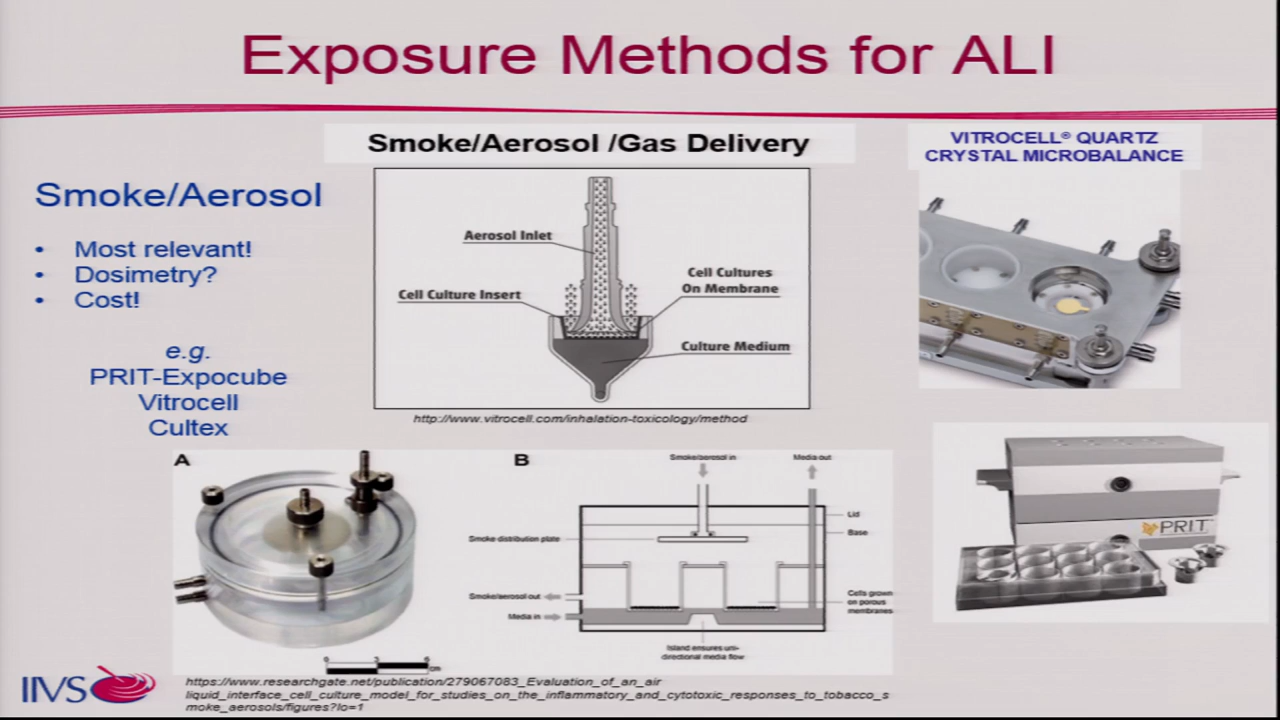 Exposure Methods for ALI
Smoke/Aerosol /Gas Delivery
VITROCELL® QUARTZ
CRYSTAL MICROBALANCE
Smoke/Aerosol
• Most relevant!
• Dosimetry?
• Cost!
e.g.
PRIT-Expocube
Vitrocell
Cultex
Aerosol Inlet
Cell Cultures
On Membrane
Cell Culture Insert
Culture Medium
http://www.vitrocell.com/inhalation-toxicology/method
A
B
Smoke/aerosol in
Media out
Lid
Base
Smoke distribution plate
Smoke/aerosol out
Media in
Cells grown
on porous
membranes
Island ensures uni-
directional media flow
0 3 6
cm
PRIT
IIVS
https://www.researchgate.net/publication/279067083_Evaluation_of_an_air
liquid_interface_cell_culture_model_for_studies_on_the_inflammatory_and_cytotoxic_responses_to_tobacco_s
moke_aerosols/figures?lo=1